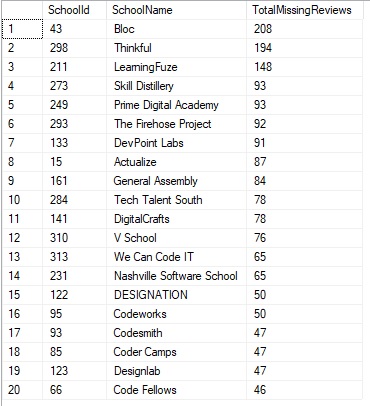 SchoolId SchoolName TotalMissingReviews
1 43 Bloc 208
2 298 Thinkful 194
3 211 LearningFuze 148
4 273 Skill Distillery 93
5 249 Prime Digital Academy 93
6 293 The Firehose Project 92
7 133 DevPoint Labs 91
8 15 Actualize 87
9 161 General Assembly 84
10 284 Tech Talent South 78
11 141 DigitalCrafts 78
12 310 V School 76
13 313 We Can Code IT 65
14 231 Nashville Software School 65
15 122 DESIGNATION 50
16 95 Codeworks 50
17 93 Codesmith 47
18 85 Coder Camps 47
19 123 Designlab 47
20 66 Code Fellows 46